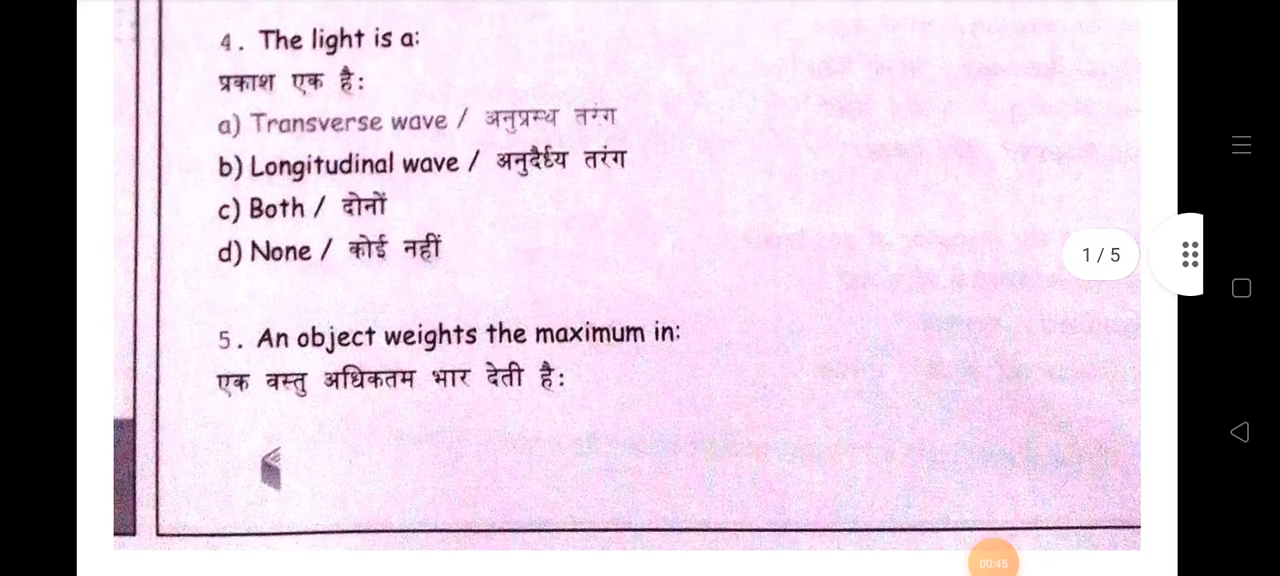 4. The light is a:
प्रकाश एक है:
a) Transverse wave / अनुप्रस्थ तरंग
b) Longitudinal wave / अनुदैर्ध्य तरंग
c) Both / दोनों
d) None / कोई नहीं
1 / 5
5. An object weights the maximum in:
एक वस्तु अधिकतम भार देती है:
00:45